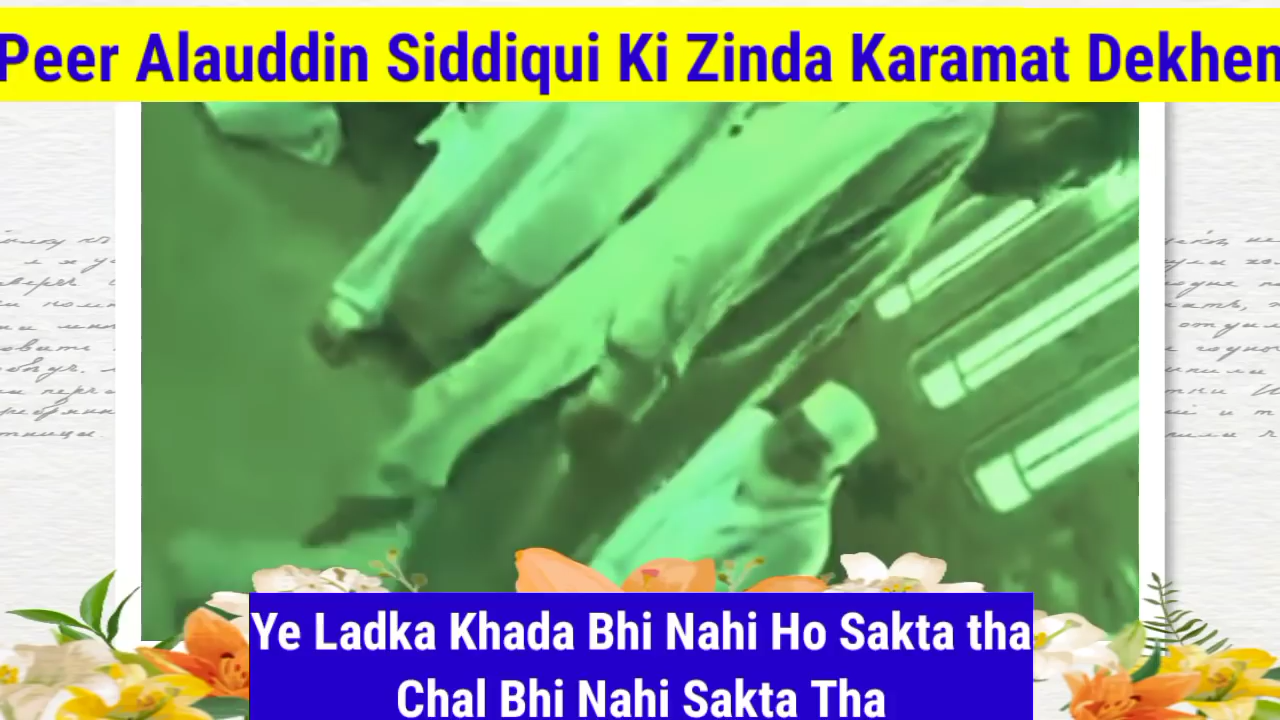 Peer Alauddin Siddiqui Ki Zinda Karamat Dekhen
Ye Ladka Khada Bhi Nahi Ho Sakta tha
Chal Bhi Nahi Sakta Tha